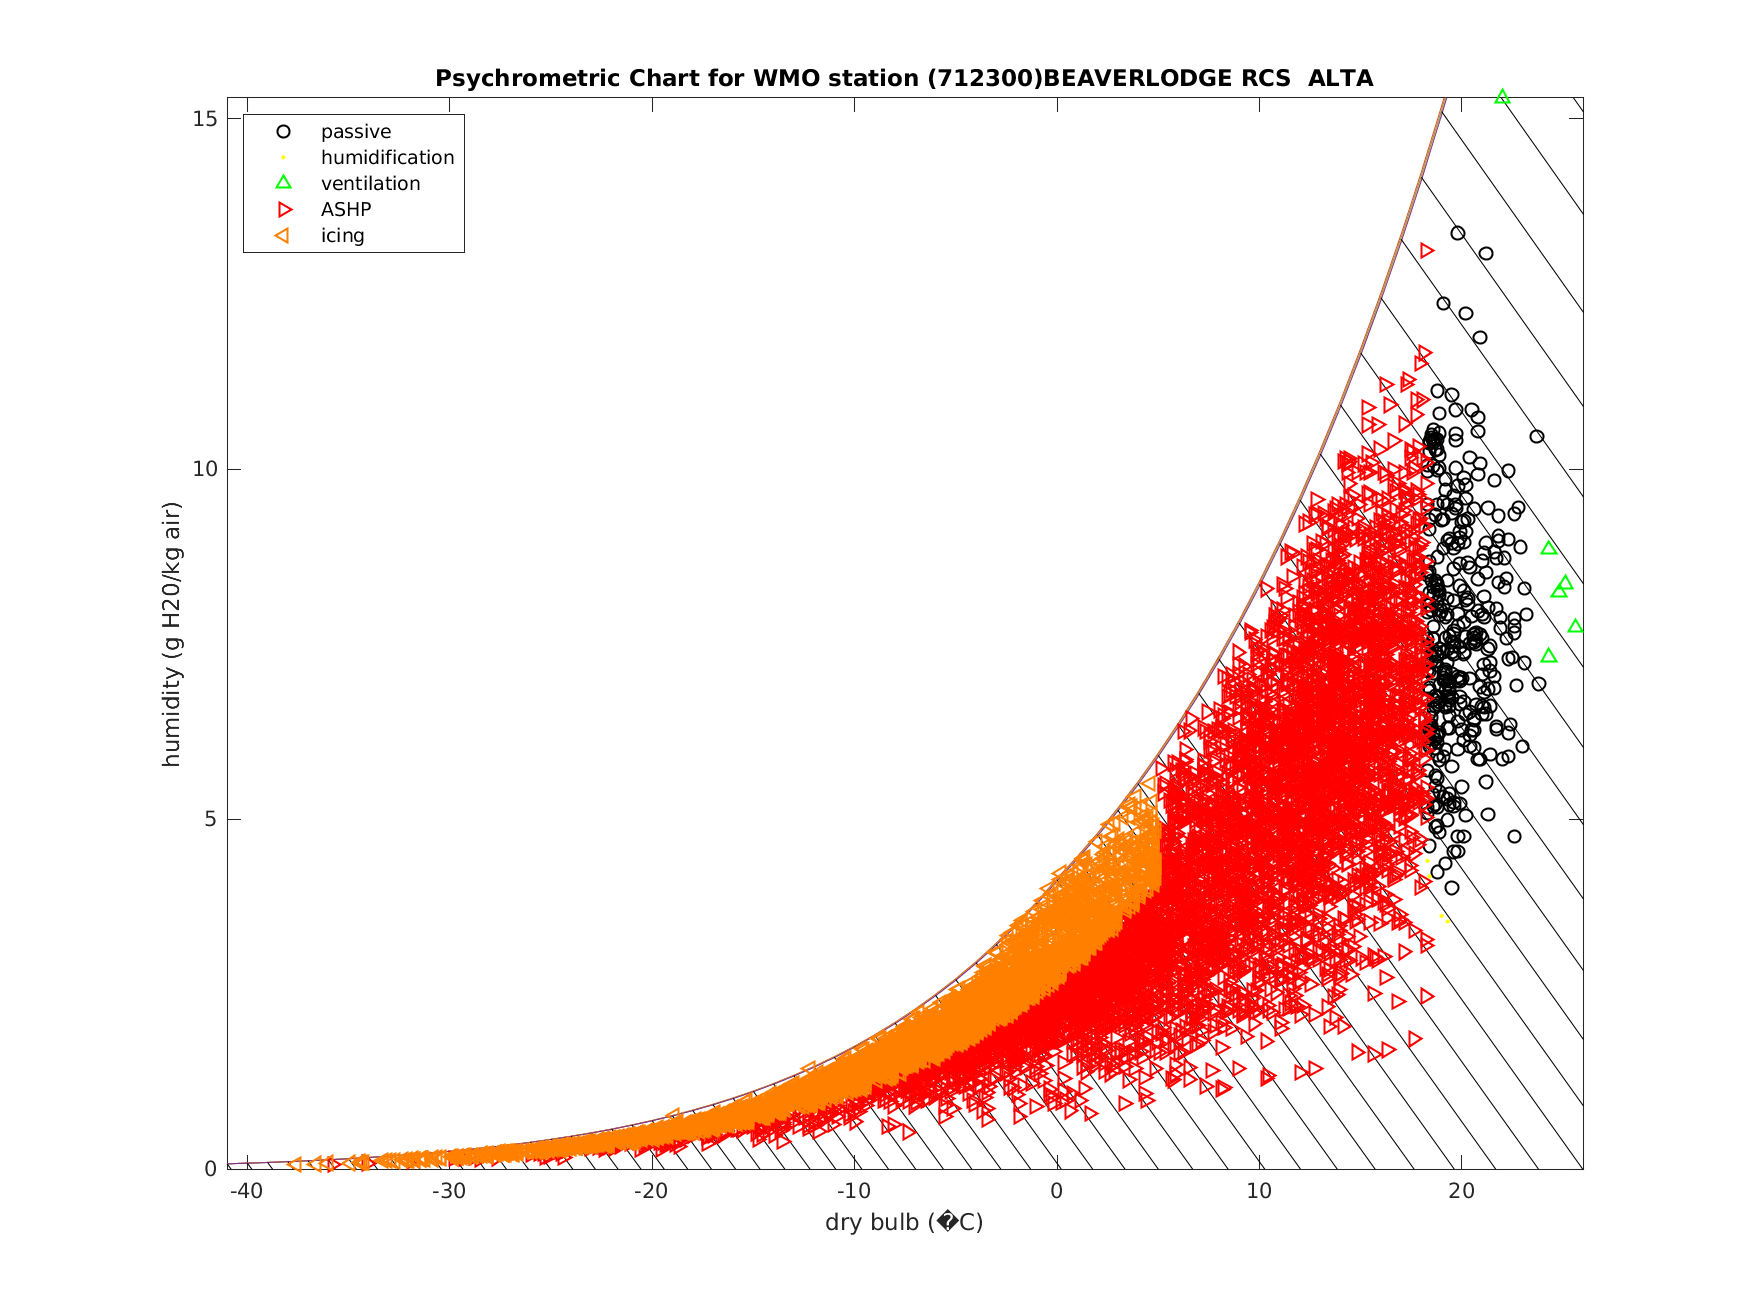 Psychrometric Chart for WMO station (712300)BEAVERLODGE RCS  ALTA
15
10
5
0
humidity (g H20/kg air)
passive
humidification
ventilation
ASHP
icing
-40 -30 -20 -10 0 10 20
dry bulb (�C)